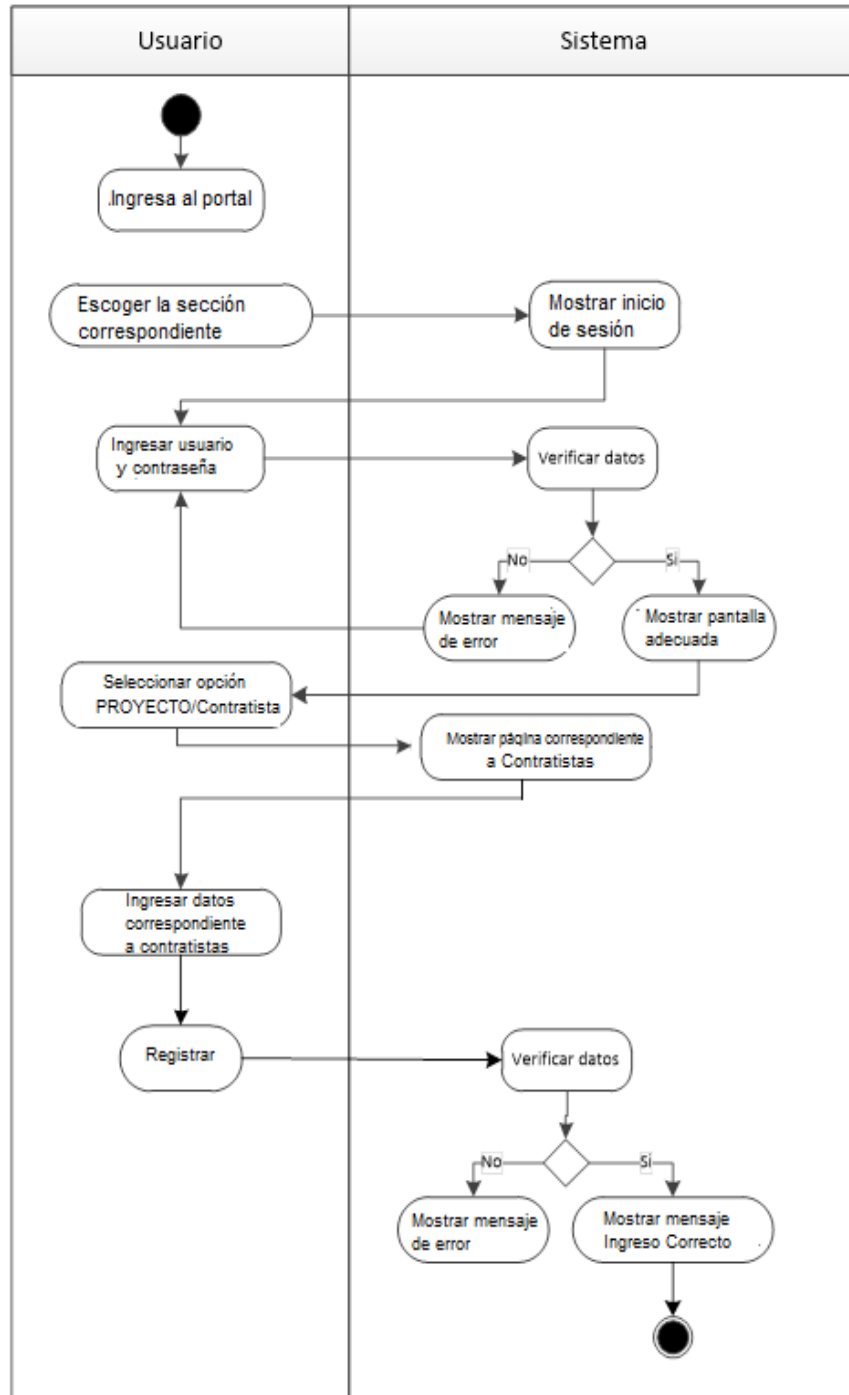 Usuario
Sistema
.Ingresa al portal
Escoger la sección
correspondiente
Mostrar inicio
de sesión
Ingresar usuario
y contraseña
Verificar datos
No
Si
Mostrar mensaje
de error
Mostrar pantalla
adecuada
Seleccionar opción
PROYECTO/Contratista
Mostrar página correspondiente
a Contratistas
Ingresar datos
correspondiente
a contratistas
Registrar
Verificar datos
No
Si
Mostrar mensaje
de error
Mostrar mensaje
Ingreso Correcto